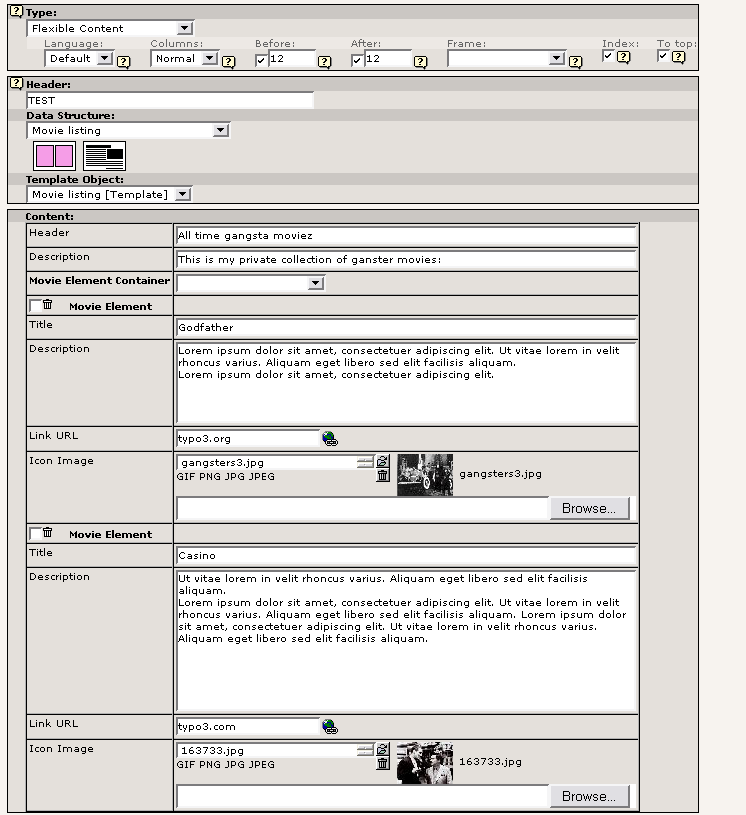 Type:
Flexible Content
Language: Columns: Before: After: Frame: Index: To top:
Default Normal 12 12
Header:
TEST
Data Structure:
Movie listing
Template Object:
Movie listing [Template]
Content:
Header All time gangsta moviez
Description This is my private collection of ganster movies:
Movie Element Container
Movie Element
Title Godfather
Description Lorem ipsum dolor sit amet, consectetuer adipiscing elit. Ut vitae lorem in velit
rhoncus varius. Aliquam eget libero sed elit facilisis aliquam.
Lorem ipsum dolor sit amet, consectetuer adipiscing elit.
Link URL typo3.org
Icon Image gangsters3.jpg
GIF PNG JPG JPEG gangsters3.jpg
Browse...
Movie Element
Title Casino
Description Ut vitae lorem in velit rhoncus varius. Aliquam eget libero sed elit facilisis
aliquam.
Lorem ipsum dolor sit amet, consectetuer adipiscing elit. Ut vitae lorem in velit
rhoncus varius. Aliquam eget libero sed elit facilisis aliquam. Lorem ipsum dolor
sit amet, consectetuer adipiscing elit. Ut vitae lorem in velit rhoncus varius.
Aliquam eget libero sed elit facilisis aliquam.
Link URL typo3.com
Icon Image 163733.jpg
GIF PNG JPG JPEG 163733.jpg
Browse...